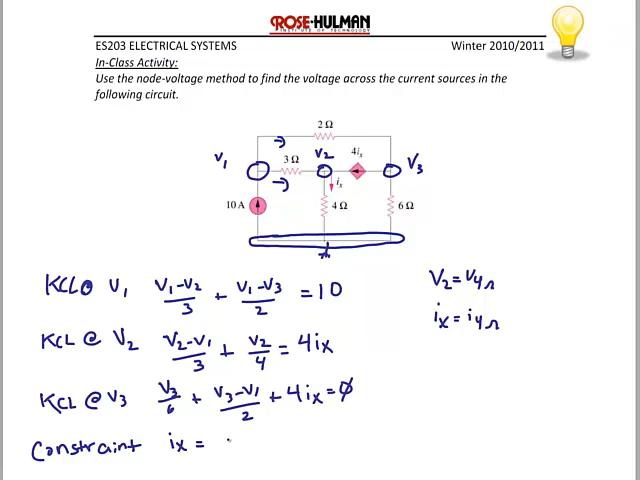 ROSE-HULMAN
INSTITUTE OF TECHNOLOGY
ES203 ELECTRICAL SYSTEMS Winter 2010/2011
In-Class Activity:
Use the node-voltage method to find the voltage across the current sources in the
following circuit.
2 Ω
V1 3 Ω V2 4ix V3
ix
10 A 4 Ω 6 Ω
KCL@ V1 (V1-V2)/3 + (V1-V3)/2 = 10
V2 = V4Ω
ix = i4Ω
KCL @ V2 (V2-V1)/3 + V2/4 = 4ix
KCL @ V3 V3/6 + (V3-V1)/2 + 4ix = 0
Constraint ix =